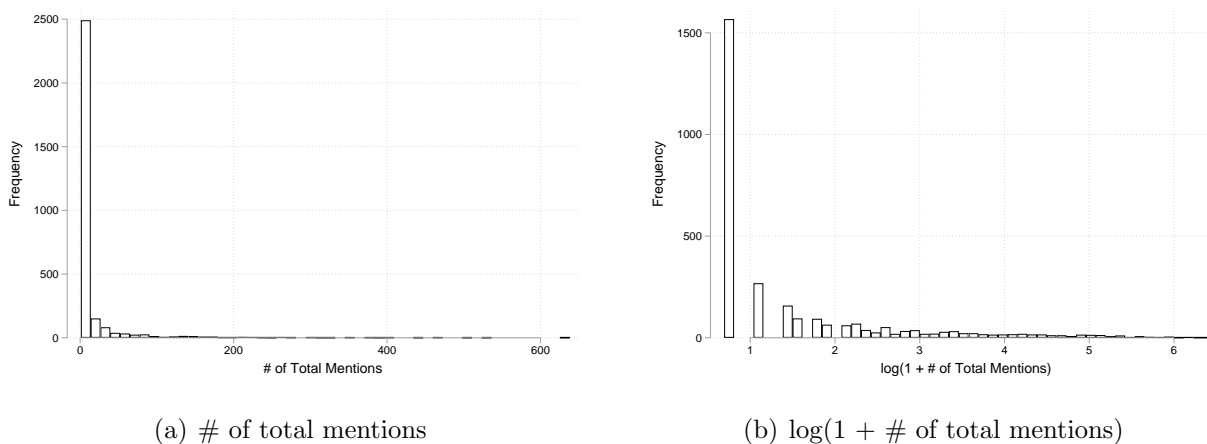 2500
2000
1500
1000
500
0
Frequency
0 200 400 600
# of Total Mentions
(a) # of total mentions
1500
1000
500
0
Frequency
1 2 3 4 5 6
log(1 + # of Total Mentions)
(b) log(1 + # of total mentions)